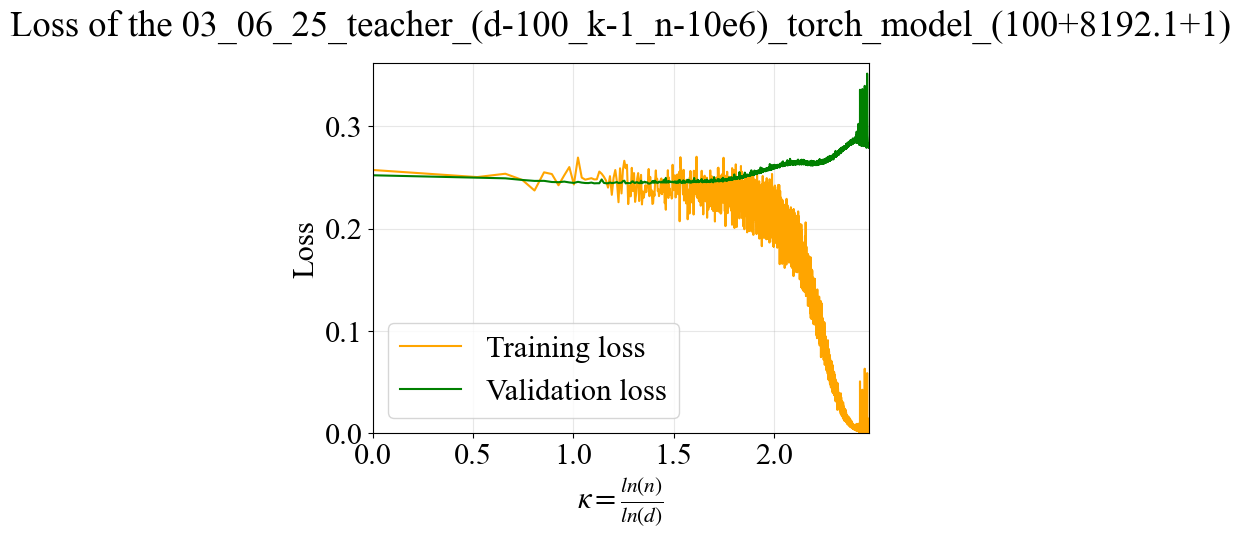 Loss of the 03_06_25_teacher_(d-100_k-1_n-10e6)_torch_model_(100+8192.1+1)
0.3
0.2
0.1
0.0
Loss
Training loss
Validation loss
0.0 0.5 1.0 1.5 2.0
κ = ln(n)/ln(d)